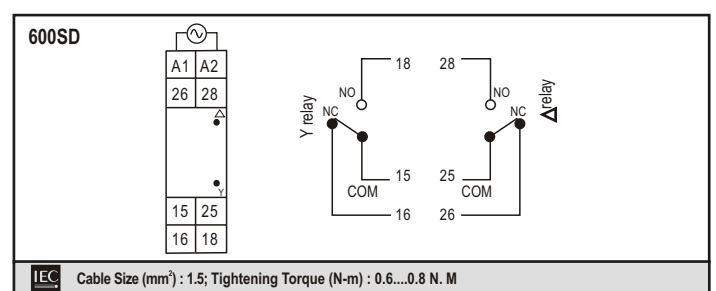 600SD
A1 A2
26 28
△
Y
15 25
16 18
Y relay
18 28
NO NO
NC NC
△relay
15 25
COM COM
16 26
IEC Cable Size (mm²) : 1.5; Tightening Torque (N-m) : 0.6....0.8 N. M